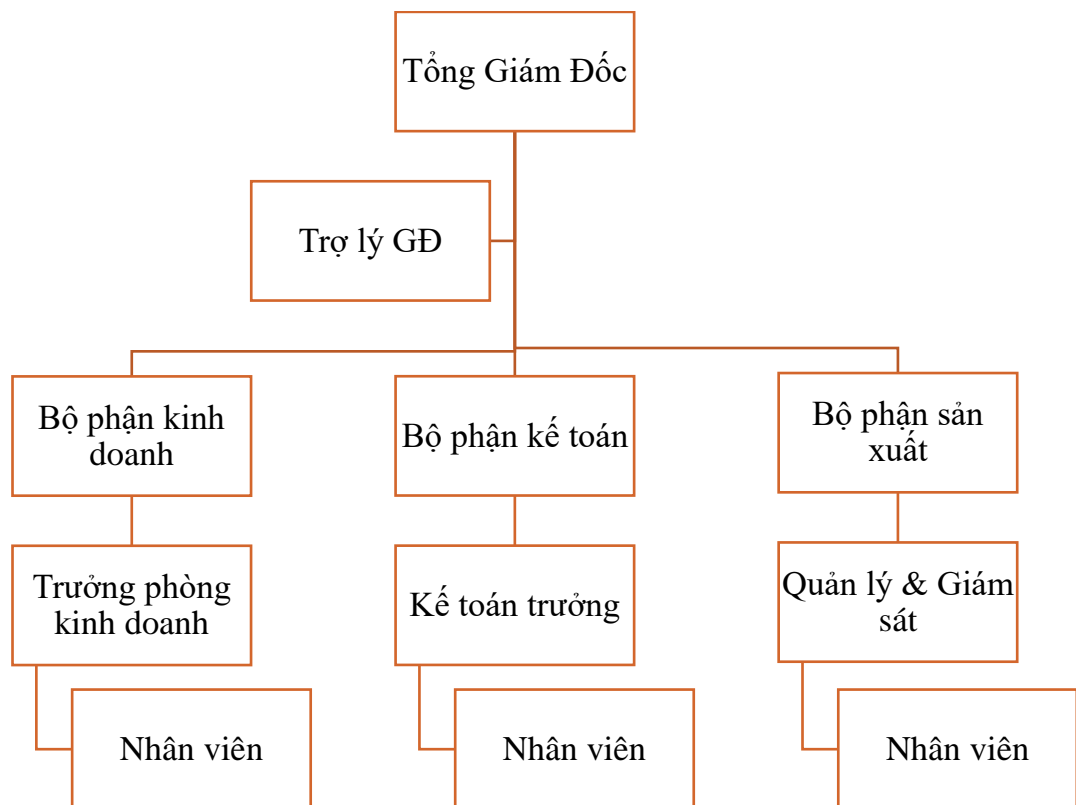 Tổng Giám Đốc
Trợ lý GĐ
Bộ phận kinh
doanh
Bộ phận kế toán
Bộ phận sản
xuất
Trưởng phòng
kinh doanh
Kế toán trưởng
Quản lý & Giám
sát
Nhân viên
Nhân viên
Nhân viên